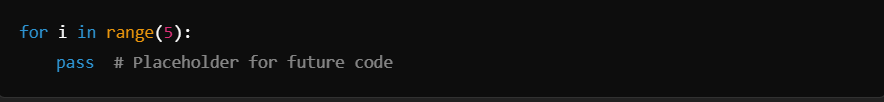 for i in range(5):
    pass  # Placeholder for future code